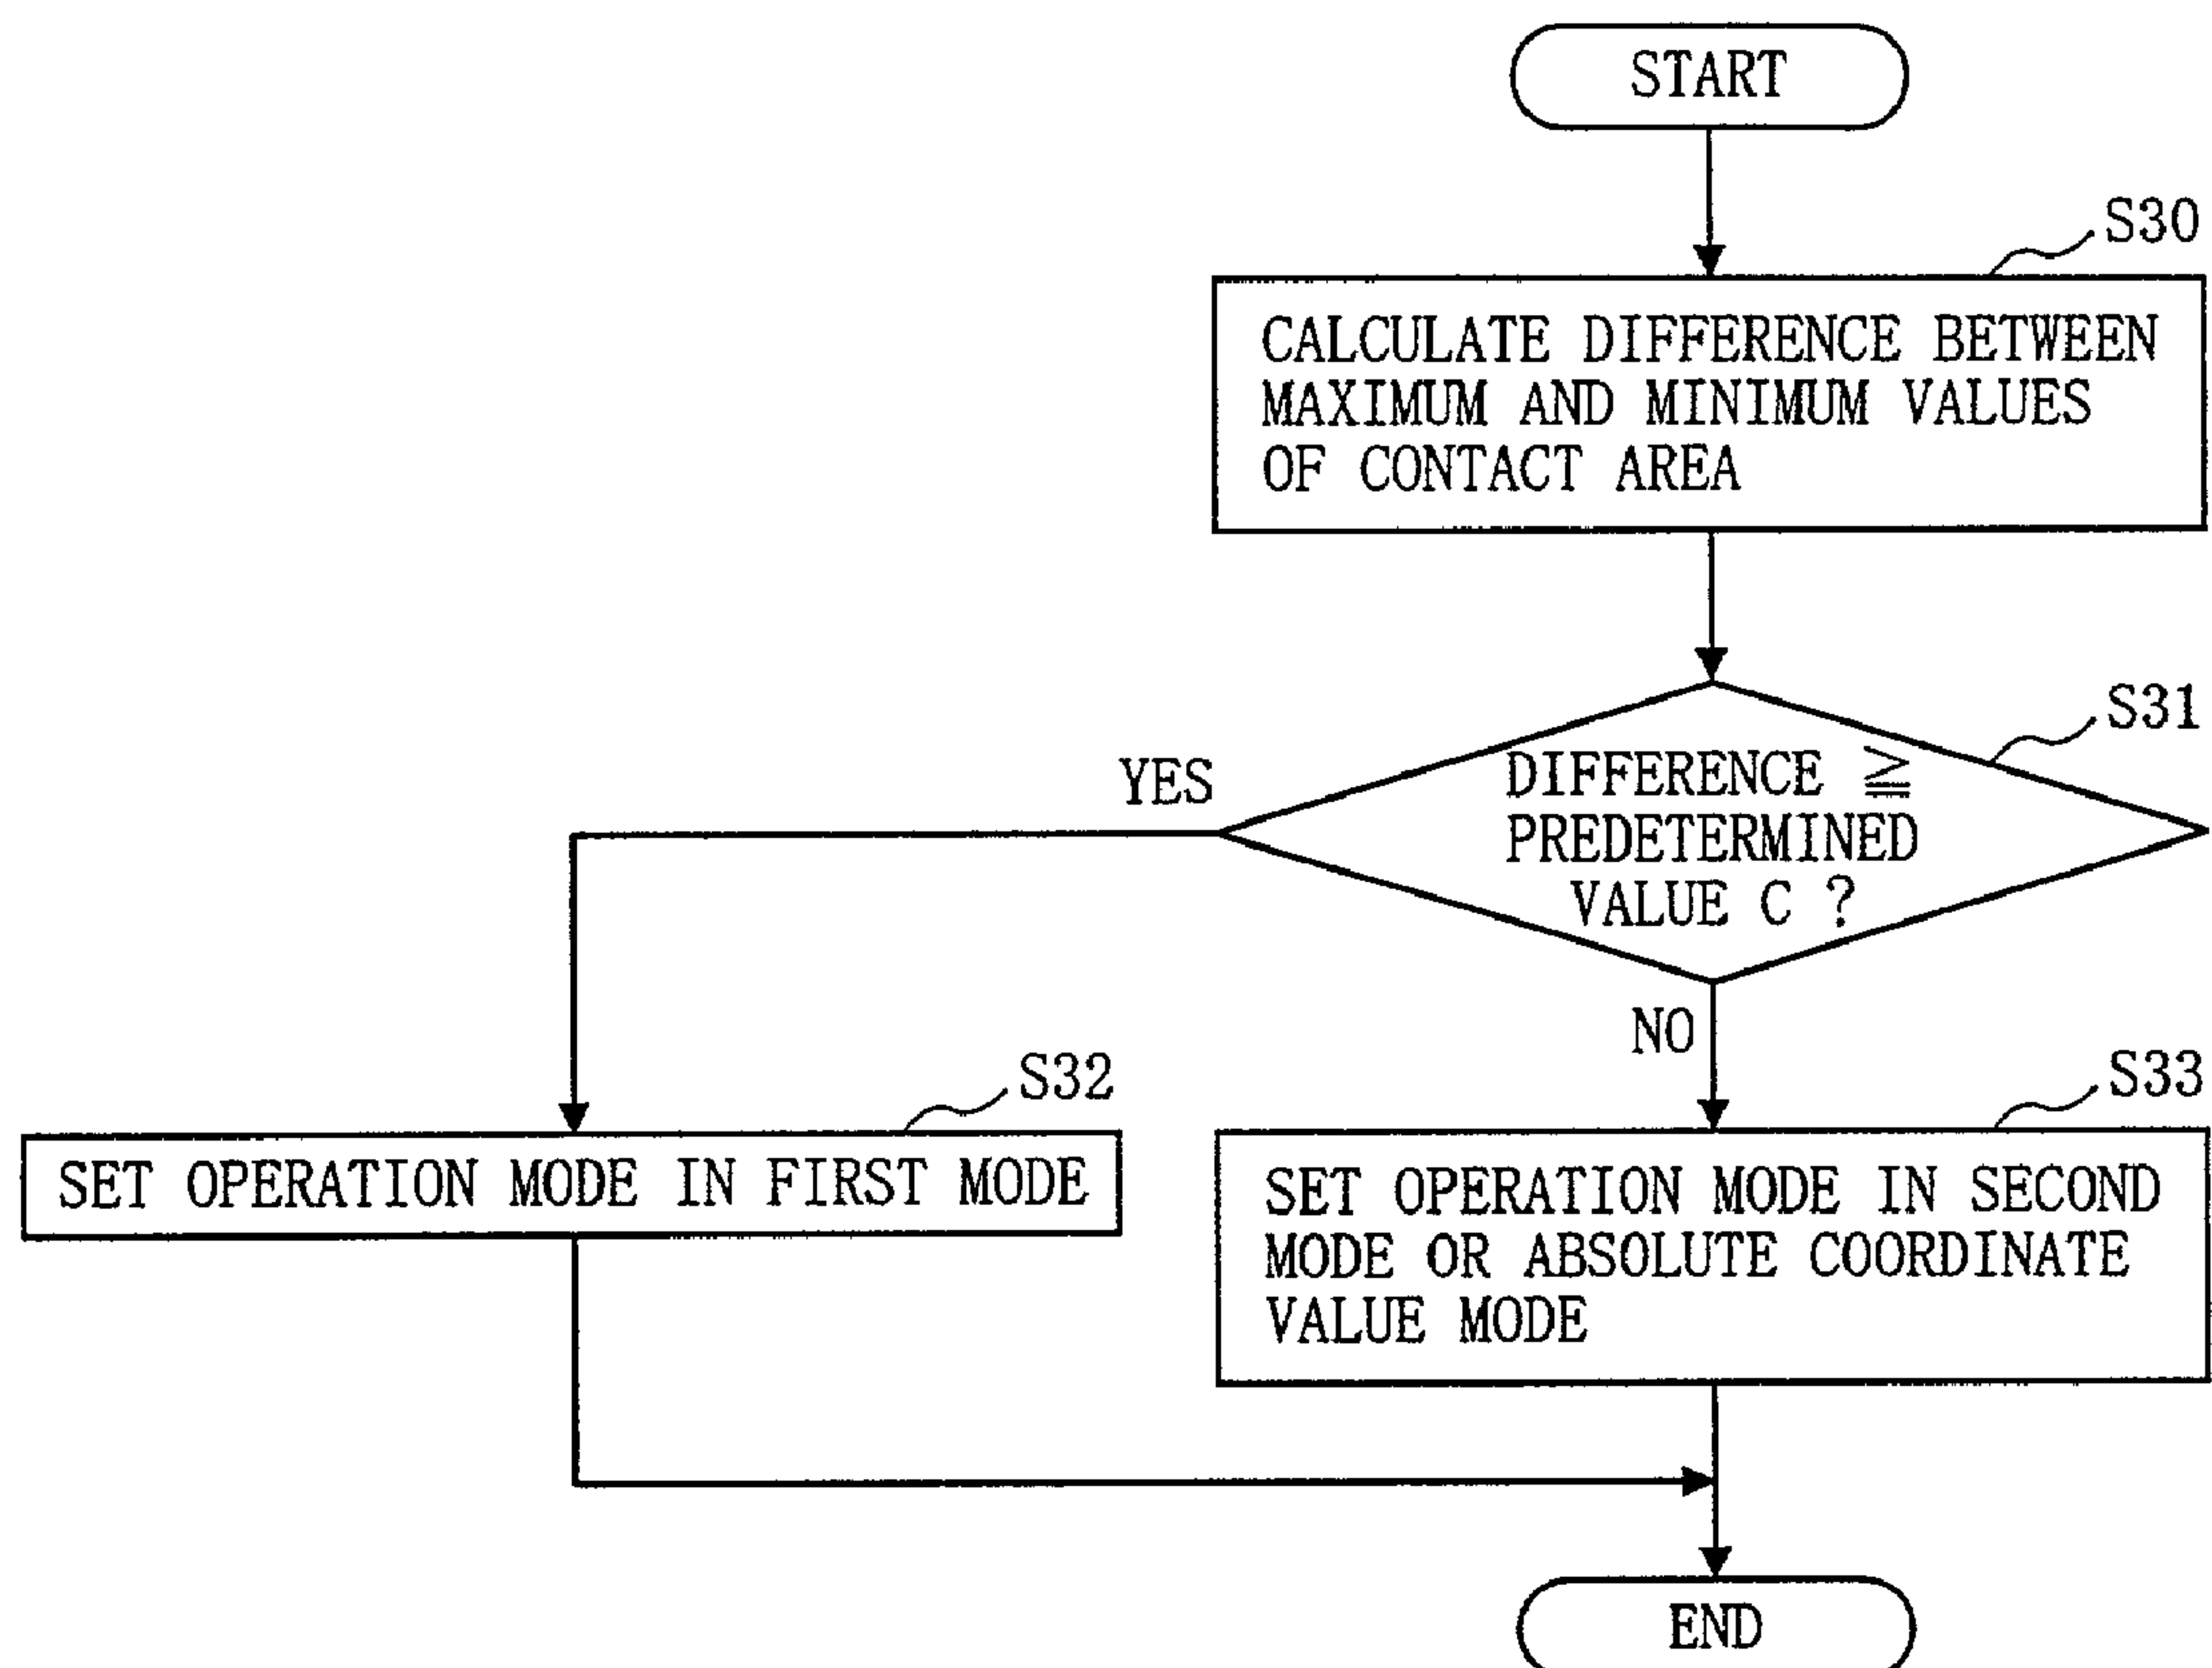 START
S30
CALCULATE DIFFERENCE BETWEEN
MAXIMUM AND MINIMUM VALUES
OF CONTACT AREA
S31
YES
DIFFERENCE ≧
PREDETERMINED
VALUE C ?
NO
S32
SET OPERATION MODE IN FIRST MODE
S33
SET OPERATION MODE IN SECOND
MODE OR ABSOLUTE COORDINATE
VALUE MODE
END